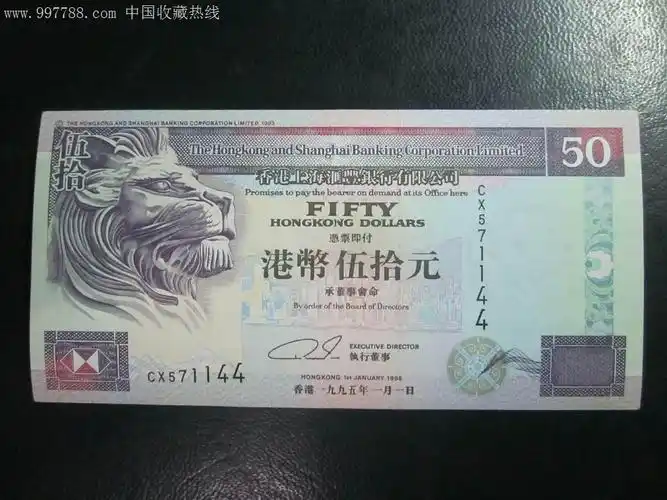 www.997788.com 中国收藏热线
© THE HONGKONG AND SHANGHAI BANKING CORPORATION LIMITED 1993
伍拾
The Hongkong and Shanghai Banking Corporation Limited
50
香港上海滙豐銀行有限公司
Promises to pay the bearer on demand at its Office here
FIFTY
HONGKONG DOLLARS
憑票即付
港幣伍拾元
承董事會命
By order of the Board of Directors
CX571144
EXECUTIVE DIRECTOR
執行董事
CX571144
HONGKONG 1ST JANUARY 1995
香港一九九五年一月一日